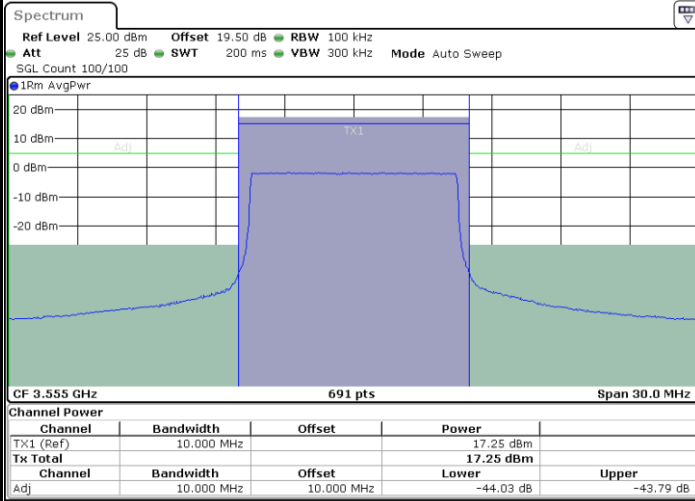 Spectrum
Ref Level 25.00 dBm Offset 19.50 dB RBW 100 kHz
Att 25 dB SWT 200 ms VBW 300 kHz Mode Auto Sweep
SGL Count 100/100
1Rm AvgPwr
20 dBm
TX1
10 dBm
Adj Adj
0 dBm
-10 dBm
-20 dBm
CF 3.555 GHz 691 pts Span 30.0 MHz
Channel Power
Channel Bandwidth Offset Power
TX1 (Ref) 10.000 MHz 17.25 dBm
Tx Total 17.25 dBm
Channel Bandwidth Offset Lower Upper
Adj 10.000 MHz 10.000 MHz -44.03 dB -43.79 dB